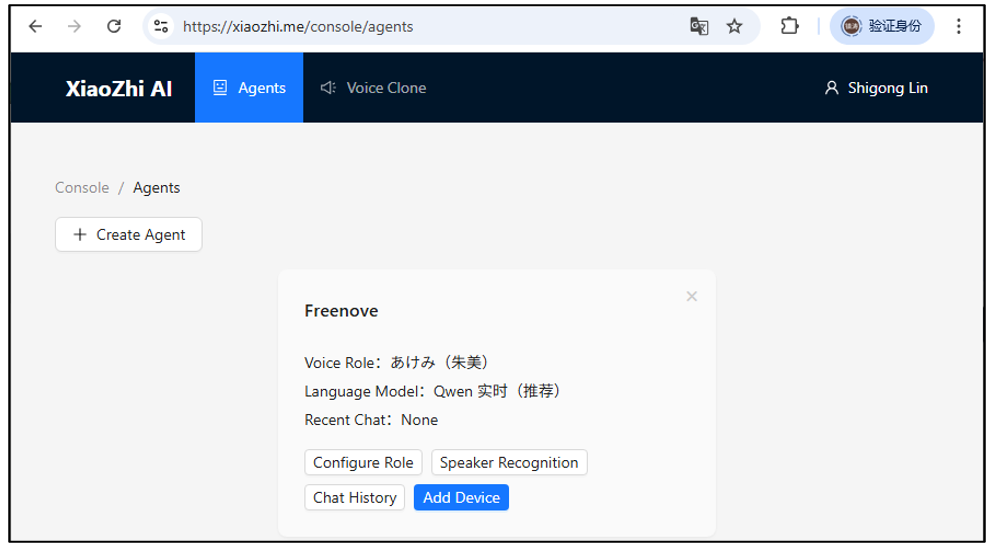 https://xiaozhi.me/console/agents
验证身份
XiaoZhi AI
Agents
Voice Clone
Shigong Lin
Console / Agents
+ Create Agent
Freenove
Voice Role：あけみ（朱美）
Language Model：Qwen 实时（推荐）
Recent Chat：None
Configure Role
Speaker Recognition
Chat History
Add Device